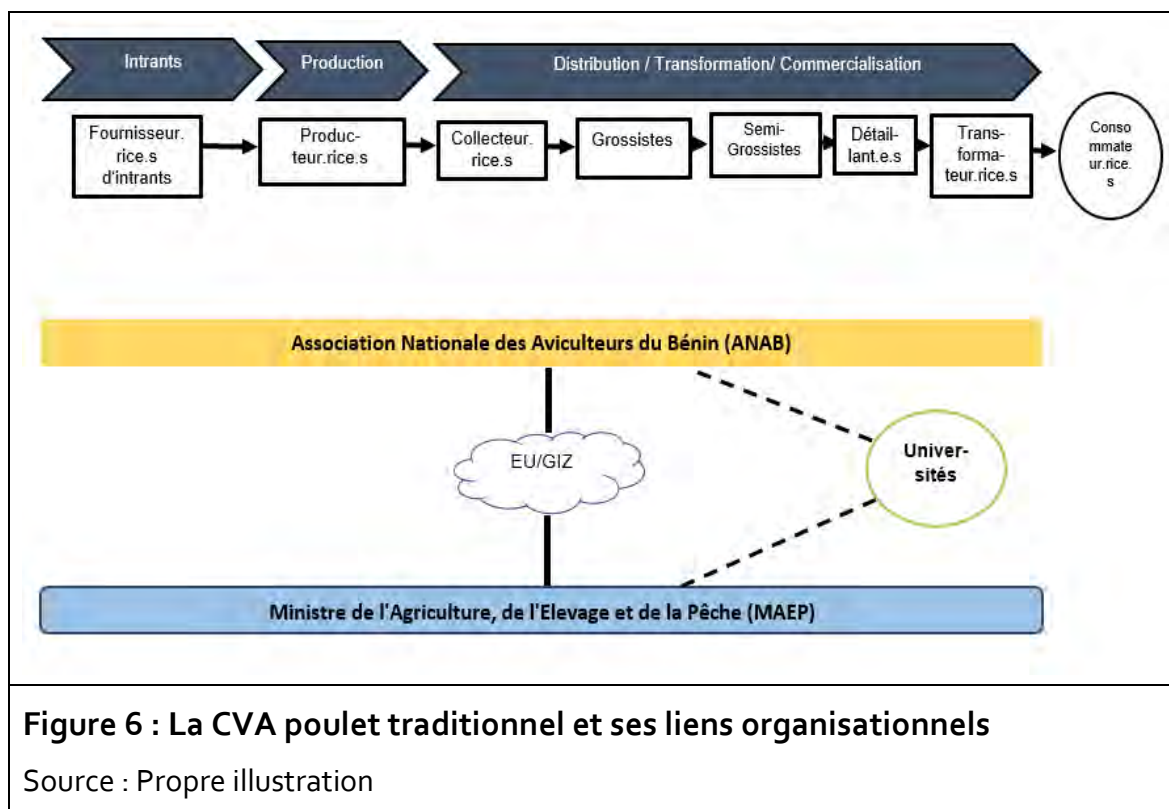 Intrants
Production
Distribution / Transformation/ Commercialisation
Fournisseur.
rice.s
d'intrants
Produc-
teur.rice.s
Collecteur.
rice.s
Grossistes
Semi-
Grossistes
Détail-
lant.e.s
Trans-
forma-
teur.rice.s
Conso
mmate
ur.rice.
s
Association Nationale des Aviculteurs du Bénin (ANAB)
EU/GIZ
Univer-
sités
Ministre de l'Agriculture, de l'Elevage et de la Pêche (MAEP)
Figure 6 : La CVA poulet traditionnel et ses liens organisationnels
Source : Propre illustration